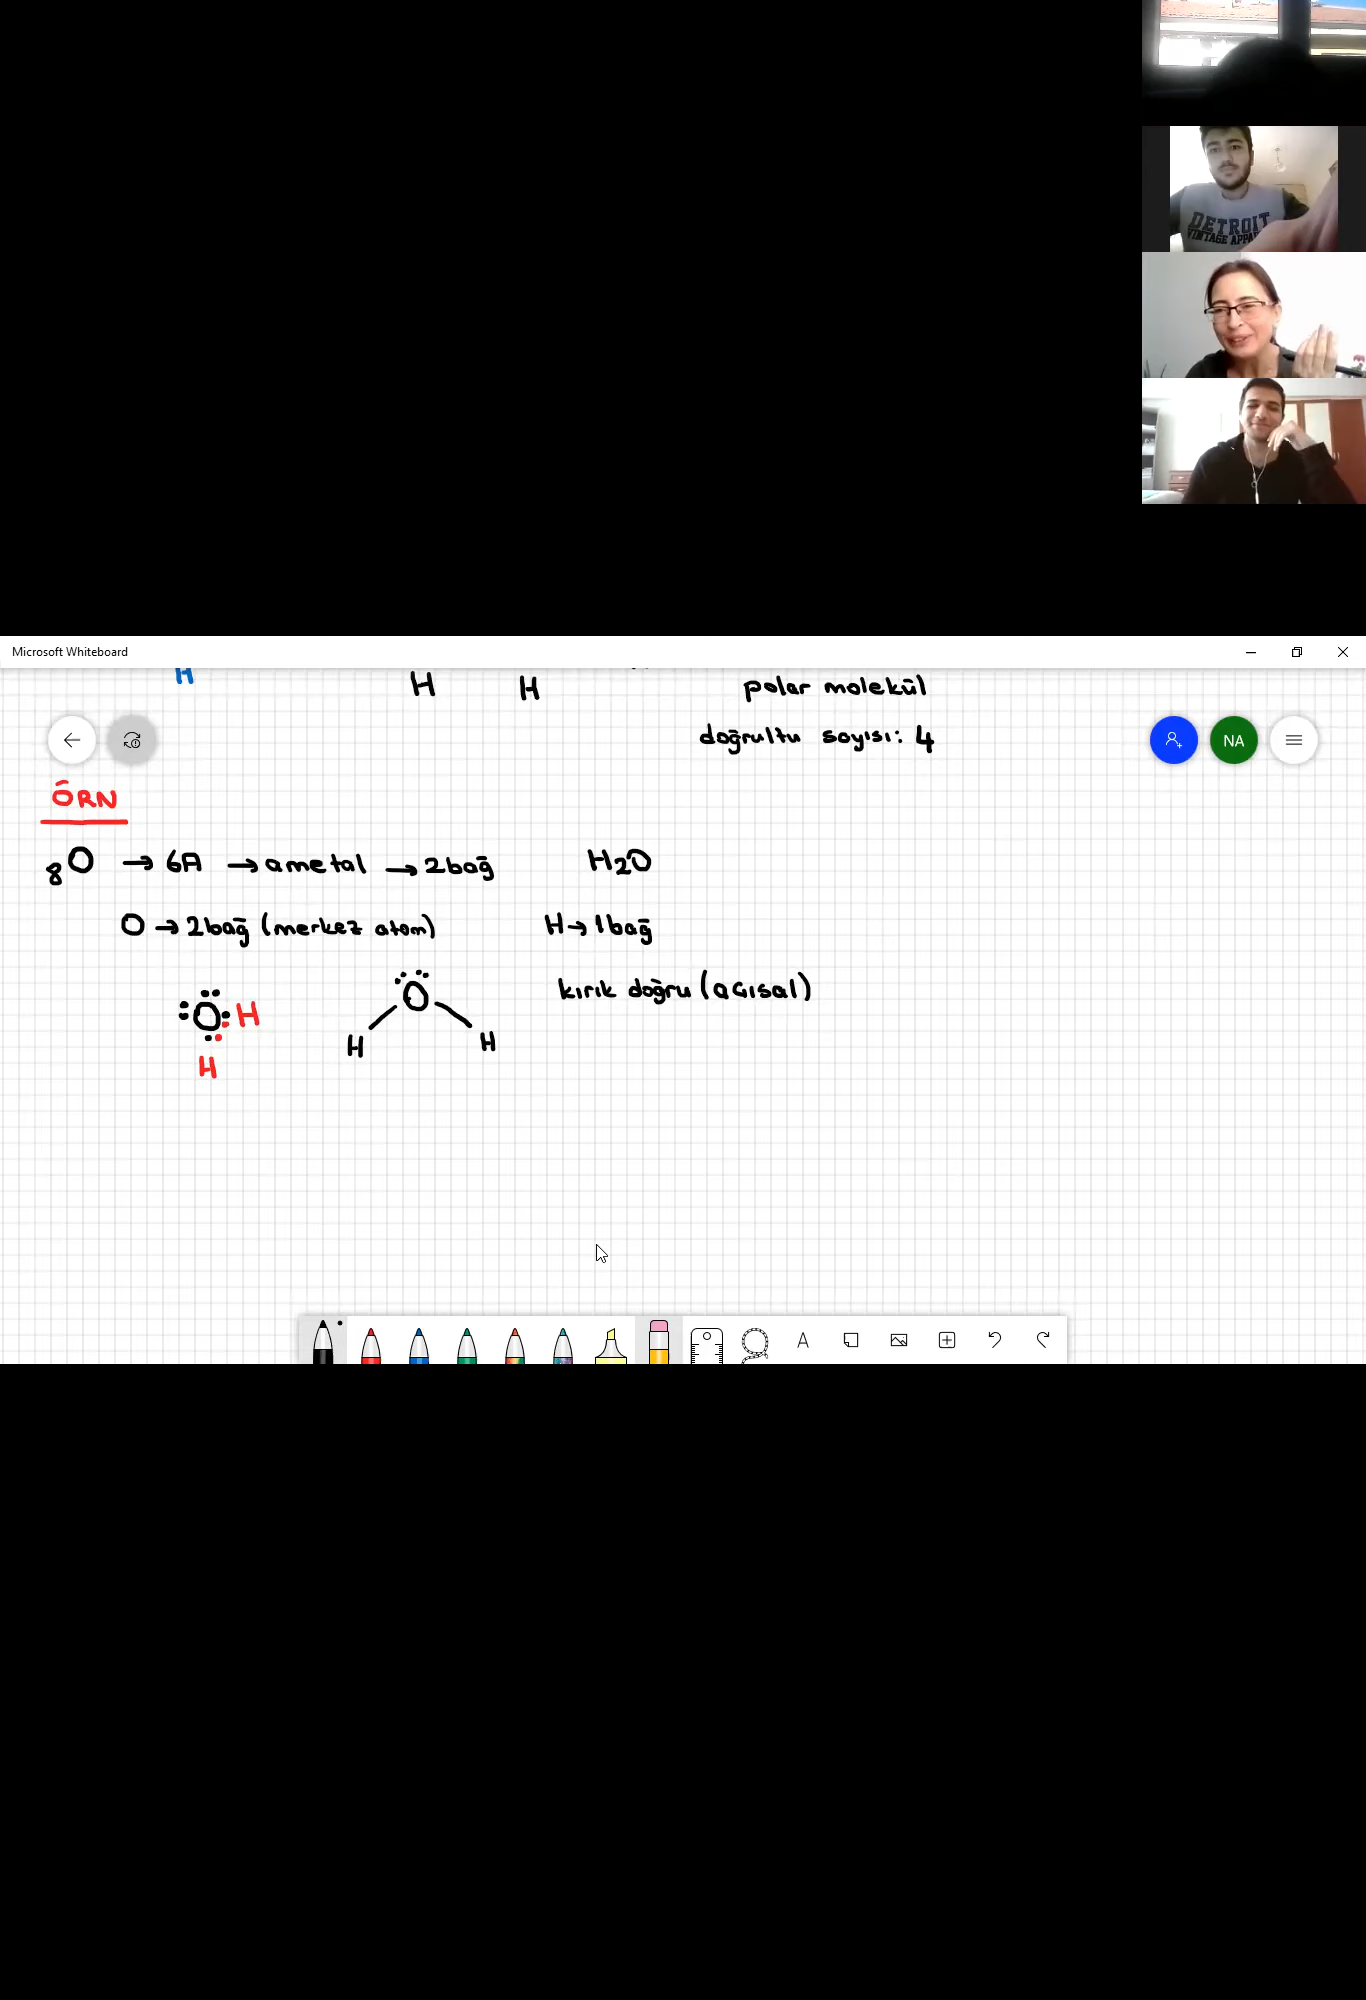 DETROIT
VINTAGE APPA
Microsoft Whiteboard
H
H H
polar molekül
doğrultu sayısı: 4
NA
ÖRN
8O → 6A → ametal → 2bağ H2O
O → 2bağ (merkez atom) H → 1bağ
:Ö: H
H
Ö
H H
kırık doğru (açısal)
A